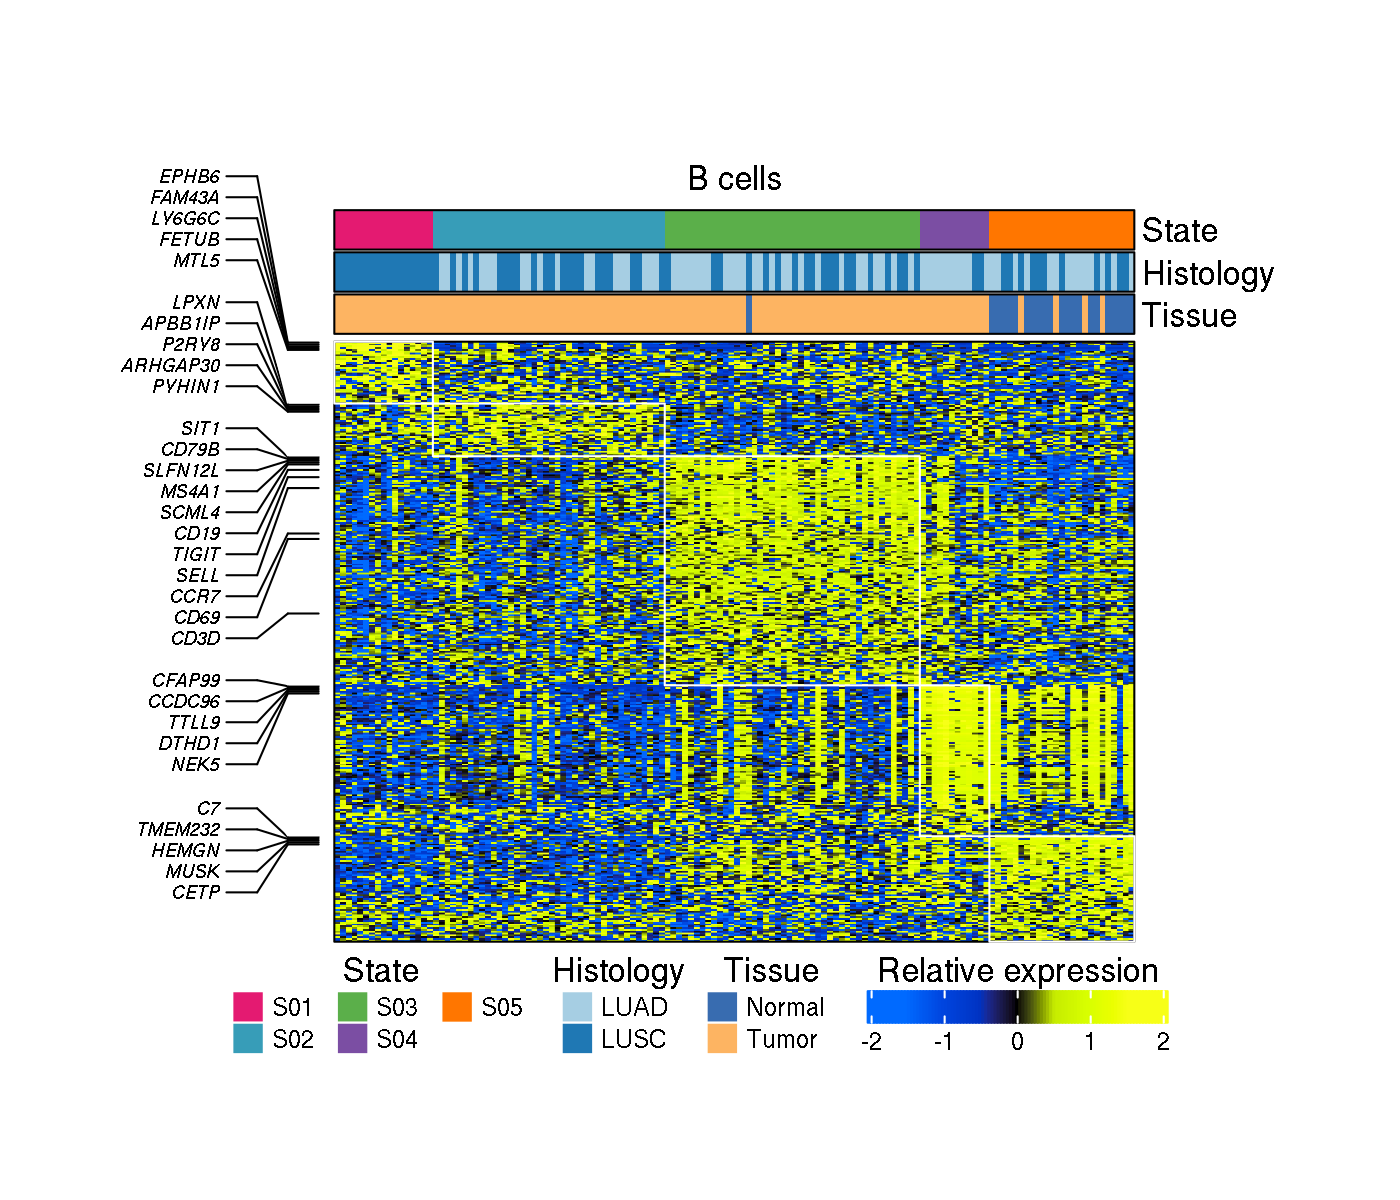 B cells
State
Histology
Tissue
EPHB6
FAM43A
LY6G6C
FETUB
MTL5
LPXN
APBB1IP
P2RY8
ARHGAP30
PYHIN1
SIT1
CD79B
SLFN12L
MS4A1
SCML4
CD19
TIGIT
SELL
CCR7
CD69
CD3D
CFAP99
CCDC96
TTLL9
DTHD1
NEK5
C7
TMEM232
HEMGN
MUSK
CETP
State Histology Tissue Relative expression
S01 S03 S05 LUAD Normal
S02 S04 LUSC Tumor
-2 -1 0 1 2